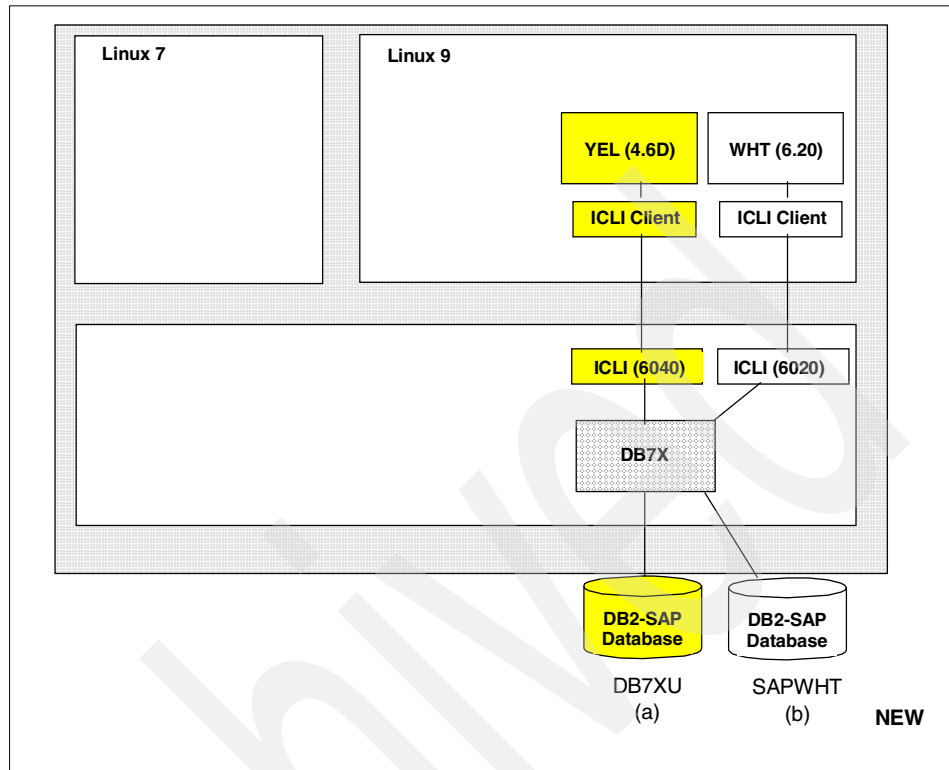 Linux 7
Linux 9
YEL (4.6D)
WHT (6.20)
ICLI Client
ICLI Client
ICLI (6040)
ICLI (6020)
DB7X
DB2-SAP
Database
DB2-SAP
Database
DB7XU
(a)
SAPWHT
(b)
NEW